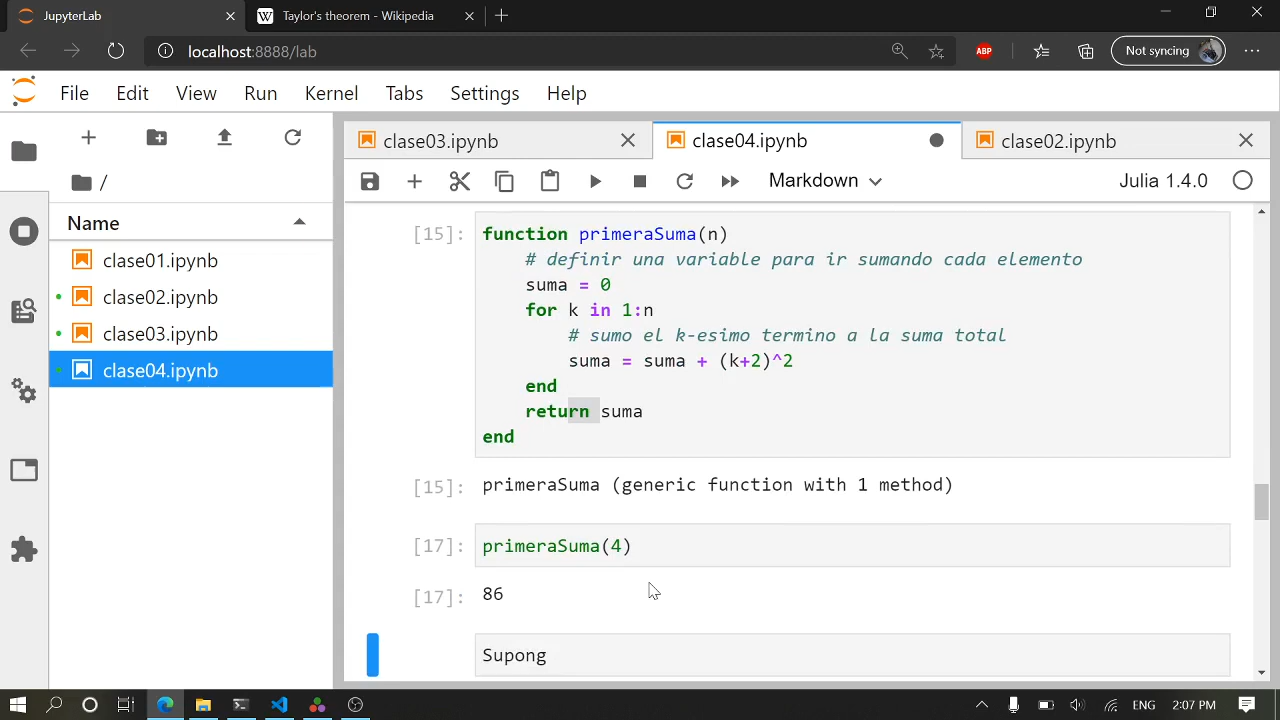 JupyterLab
W Taylor's theorem - Wikipedia
localhost:8888/lab
ABP
Not syncing
File Edit View Run Kernel Tabs Settings Help
clase03.ipynb
clase04.ipynb
clase02.ipynb
/
Markdown
Julia 1.4.0
Name
clase01.ipynb
clase02.ipynb
clase03.ipynb
clase04.ipynb
[15]: function primeraSuma(n)
# definir una variable para ir sumando cada elemento
suma = 0
for k in 1:n
# sumo el k-esimo termino a la suma total
suma = suma + (k+2)^2
end
return suma
end
[15]: primeraSuma (generic function with 1 method)
[17]: primeraSuma(4)
[17]: 86
Supong
ENG 2:07 PM